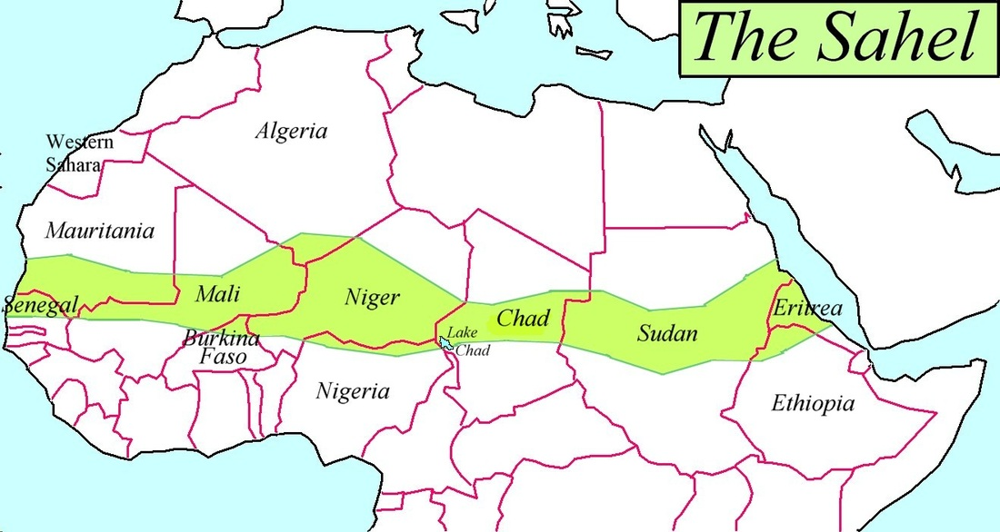 The Sahel
Algeria
Western
Sahara
Mauritania
Senegal
Mali
Niger
Chad
Sudan
Eritrea
Burkina
Faso
Lake
Chad
Nigeria
Ethiopia